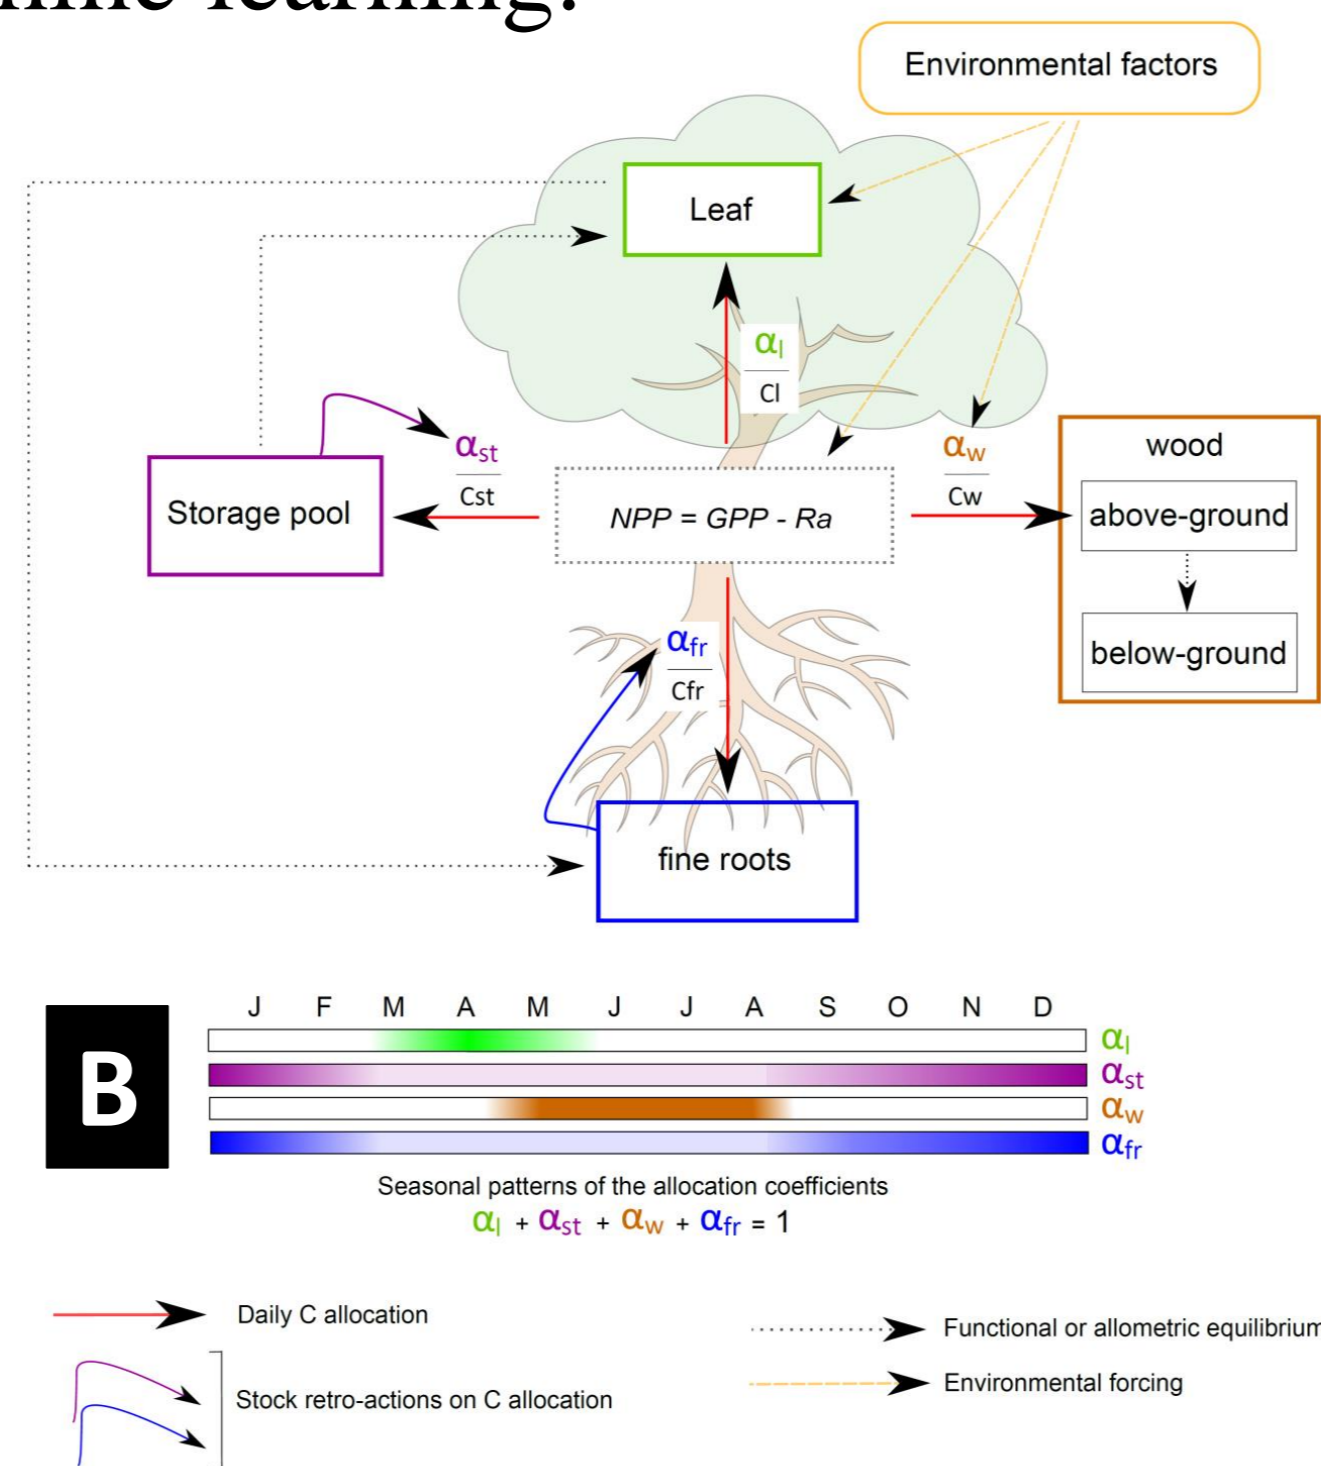 Environmental factors
Leaf
αl
Cl
αst
Cst
αw
Cw
wood
Storage pool
NPP = GPP - Ra
above-ground
below-ground
αfr
Cfr
fine roots
B
J F M A M J J A S O N D
αl
αst
αw
αfr
Seasonal patterns of the allocation coefficients
αl + αst + αw + αfr = 1
Daily C allocation
Functional or allometric equilibrium
Stock retro-actions on C allocation
Environmental forcing